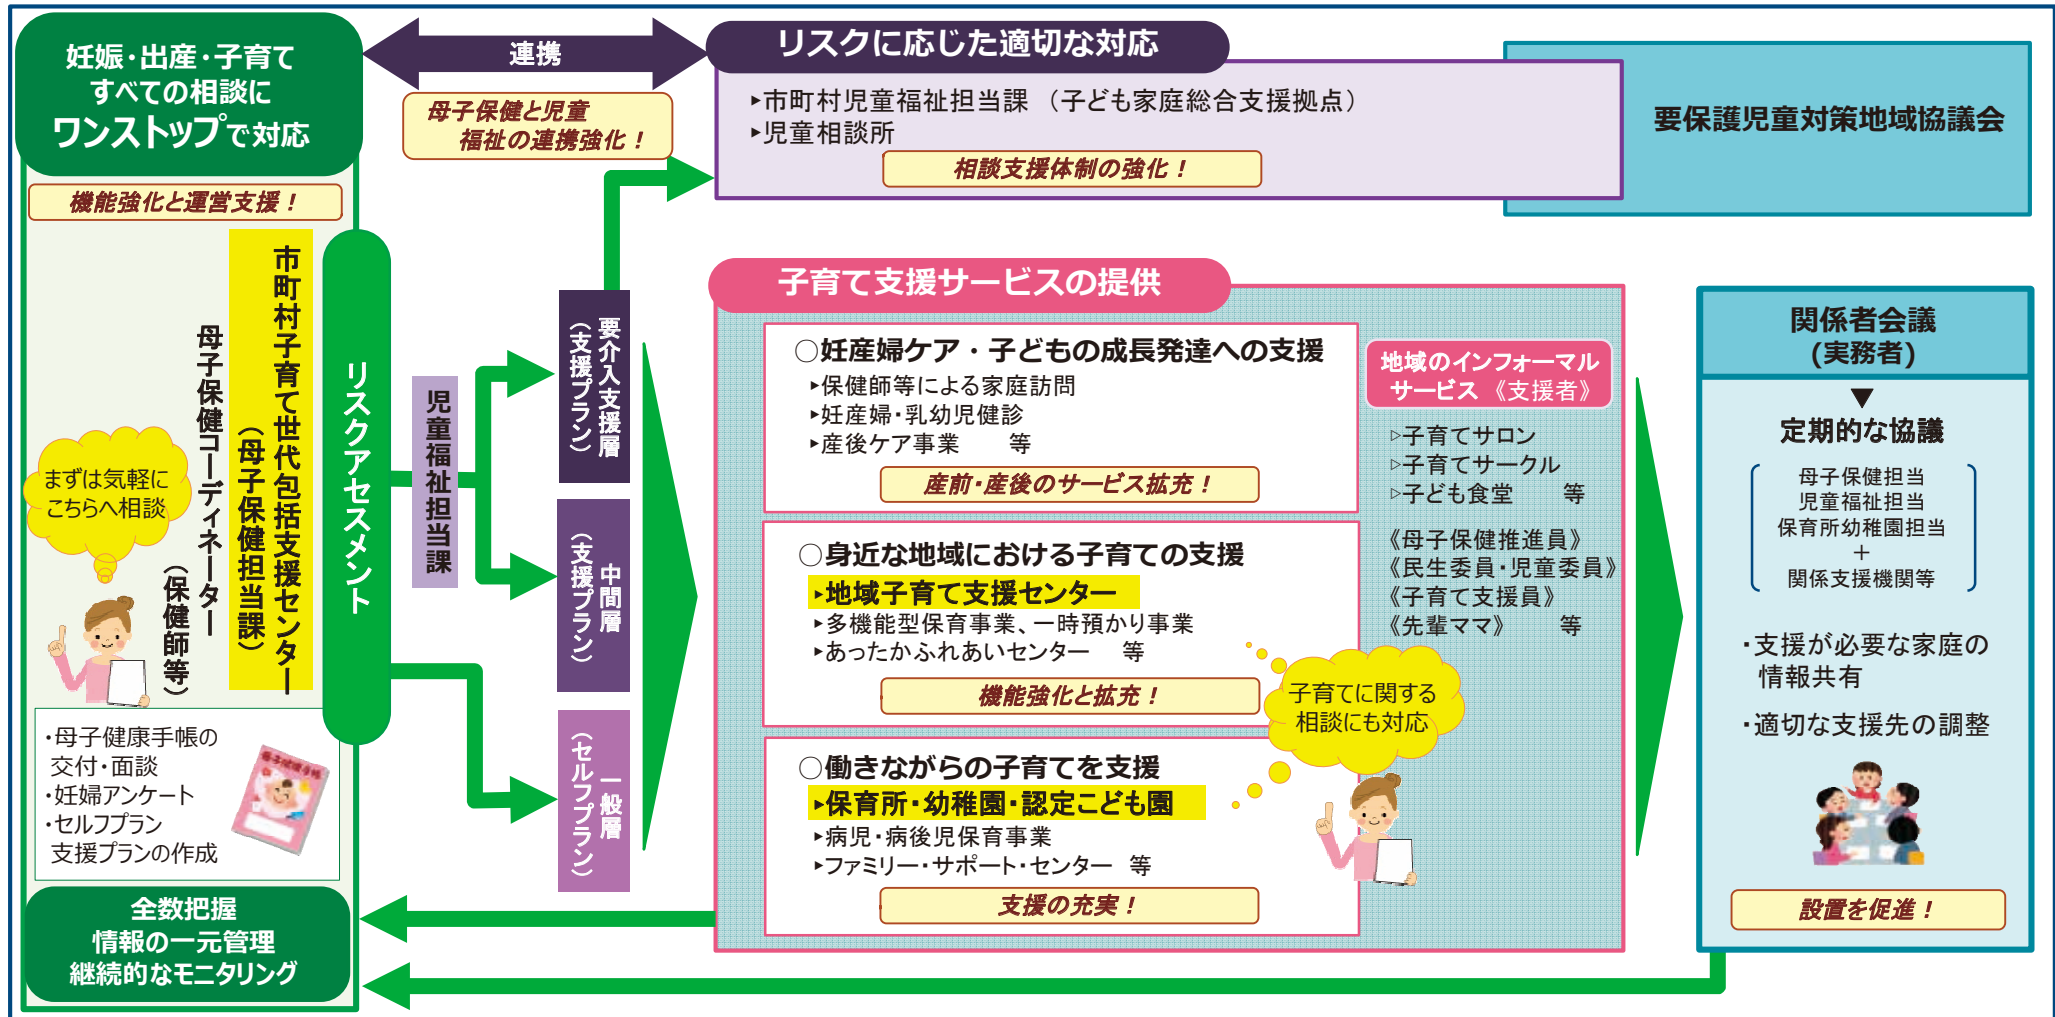 妊娠・出産・子育て
すべての相談に
ワンストップで対応
機能強化と運営支援！
市町村子育て世代包括支援センター
（母子保健担当課）
母子保健コーディネーター
（保健師等）
まずは気軽に
こちらへ相談
・母子健康手帳の
交付・面談
・妊婦アンケート
・セルフプラン
支援プランの作成
母子健康手帳
全数把握
情報の一元管理
継続的なモニタリング
リスクアセスメント
連携
母子保健と児童
福祉の連携強化！
児童福祉担当課
要介入支援層
（支援プラン）
中間層
（支援プラン）
一般層
（セルフプラン）
リスクに応じた適切な対応
▸市町村児童福祉担当課 （子ども家庭総合支援拠点）
▸児童相談所
相談支援体制の強化！
要保護児童対策地域協議会
子育て支援サービスの提供
○妊産婦ケア・子どもの成長発達への支援
▸保健師等による家庭訪問
▸妊産婦・乳幼児健診
▸産後ケア事業 等
産前・産後のサービス拡充！
○身近な地域における子育ての支援
▸地域子育て支援センター
▸多機能型保育事業、一時預かり事業
▸あったかふれあいセンター 等
機能強化と拡充！
○働きながらの子育てを支援
▸保育所・幼稚園・認定こども園
▸病児・病後児保育事業
▸ファミリー・サポート・センター 等
支援の充実！
子育てに関する
相談にも対応
地域のインフォーマル
サービス 《支援者》
▹子育てサロン
▹子育てサークル
▹子ども食堂 等
《母子保健推進員》
《民生委員・児童委員》
《子育て支援員》
《先輩ママ》 等
関係者会議
(実務者)
▼
定期的な協議
母子保健担当
児童福祉担当
保育所幼稚園担当
＋
関係支援機関等
・支援が必要な家庭の
情報共有
・適切な支援先の調整
設置を促進！